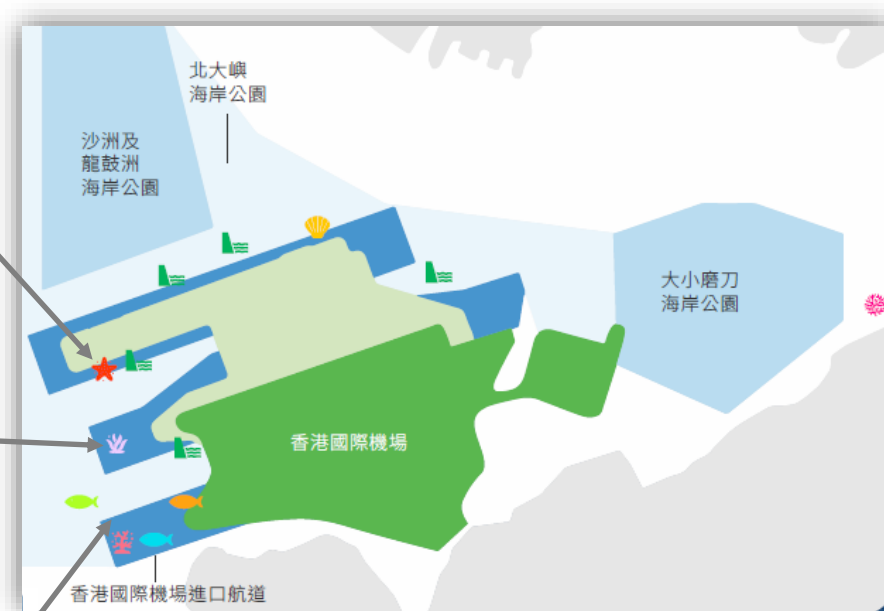 北大嶼
海岸公園
沙洲及
龍鼓洲
海岸公園
大小磨刀
海岸公園
香港國際機場
香港國際機場進口航道